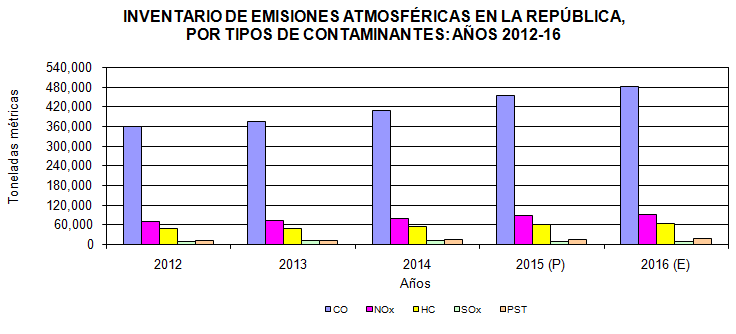 INVENTARIO DE EMISIONES ATMOSFÉRICAS EN LA REPÚBLICA,
POR TIPOS DE CONTAMINANTES: AÑOS 2012-16
Toneladas métricas
540,000
480,000
420,000
360,000
300,000
240,000
180,000
120,000
60,000
0
2012 2013 2014 2015 (P) 2016 (E)
Años
CO NOx HC SOx PST